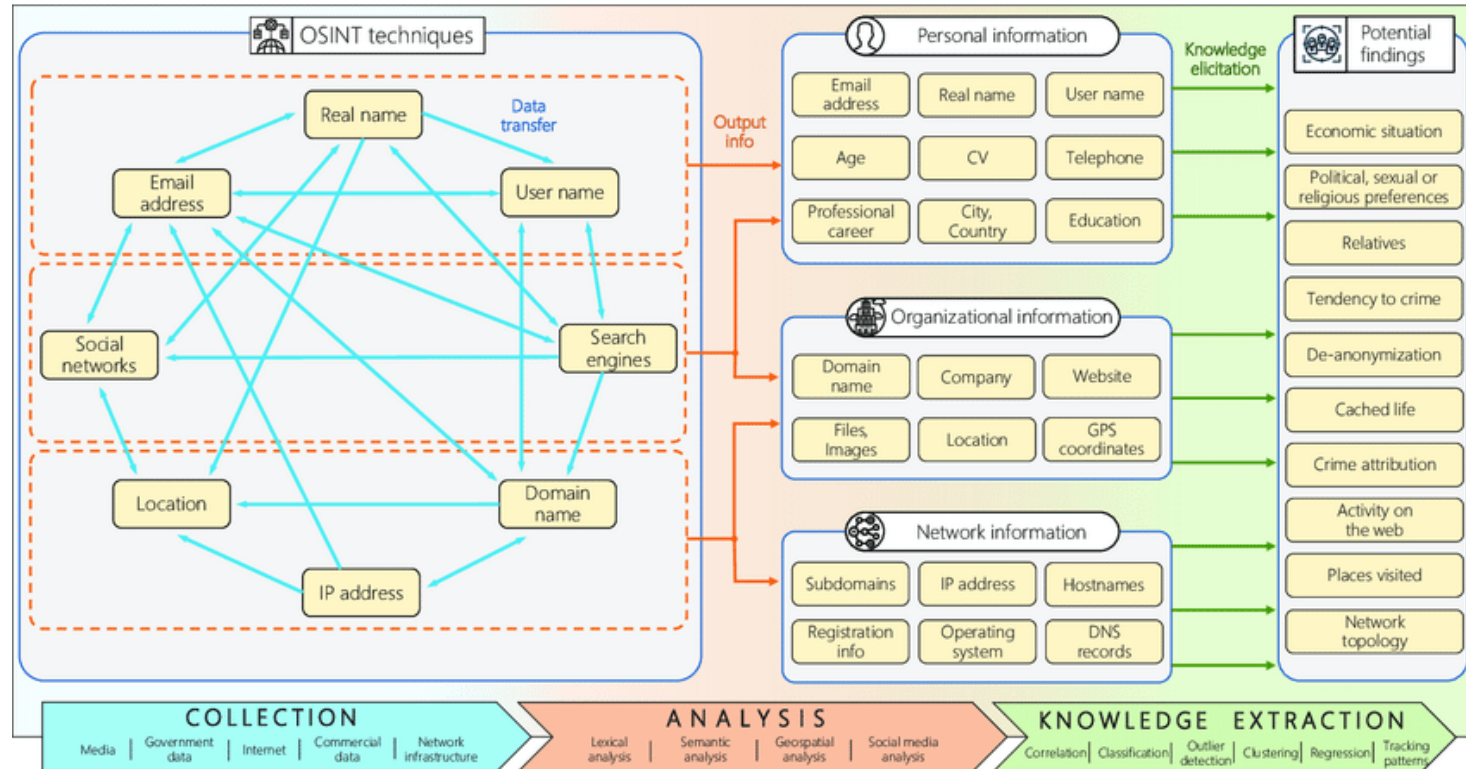 OSINT techniques
Real name
Data
transfer
Email
address
User name
Social
networks
Search
engines
Location
Domain
name
IP address
Output
info
Personal information
Email
address
Real name
User name
Age
CV
Telephone
Professional
career
City,
Country
Education
Organizational information
Domain
name
Company
Website
Files,
Images
Location
GPS
coordinates
Network information
Subdomains
IP address
Hostnames
Registration
info
Operating
system
DNS
records
Knowledge
elicitation
Potential
findings
Economic situation
Political, sexual or
religious preferences
Relatives
Tendency to crime
De-anonymization
Cached life
Crime attribution
Activity on
the web
Places visited
Network
topology
COLLECTION
Media
Government
data
Internet
Commercial
data
Network
infrastructure
ANALYSIS
Lexical
analysis
Semantic
analysis
Geospatial
analysis
Social media
analysis
KNOWLEDGE EXTRACTION
Correlation
Classification
Outlier
detection
Clustering
Regression
Tracking
patterns